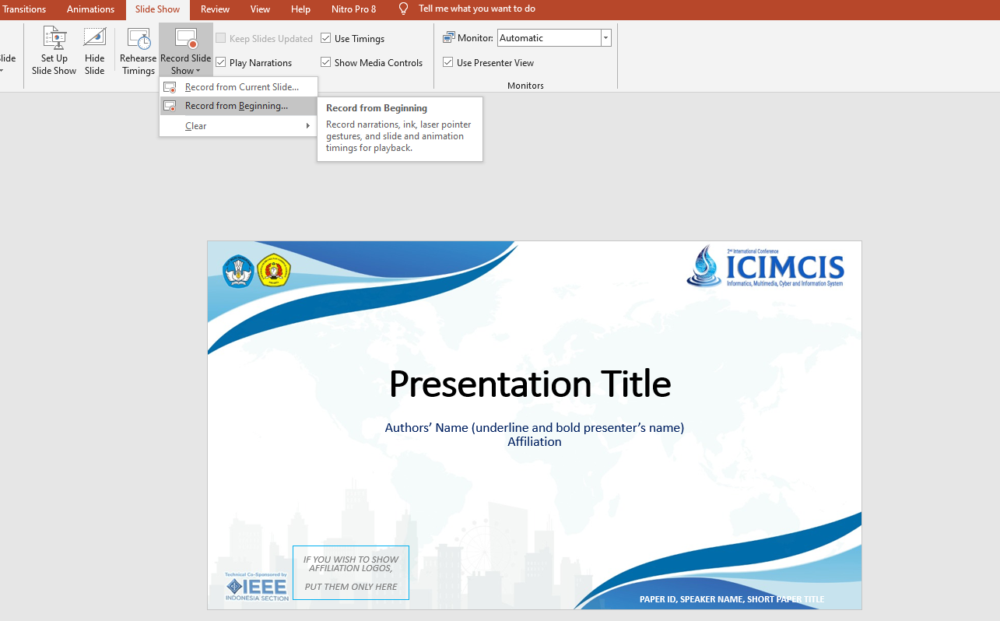 Transitions Animations Slide Show Review View Help Nitro Pro 8 Tell me what you want to do
lide
Set Up
Slide Show
Hide
Slide
Rehearse
Timings
Record Slide
Show
Keep Slides Updated
Play Narrations
Use Timings
Show Media Controls
Monitor: Automatic
Use Presenter View
Monitors
Record from Current Slide...
Record from Beginning...
Clear
Record from Beginning
Record narrations, ink, laser pointer
gestures, and slide and animation
timings for playback.
2nd International Conference
ICIMCIS
Informatics, Multimedia, Cyber and Information System
Presentation Title
Authors’ Name (underline and bold presenter’s name)
Affiliation
IF YOU WISH TO SHOW
AFFILIATION LOGOS,
PUT THEM ONLY HERE
Technical Co-Sponsored by
IEEE
INDONESIA SECTION
PAPER ID, SPEAKER NAME, SHORT PAPER TITLE